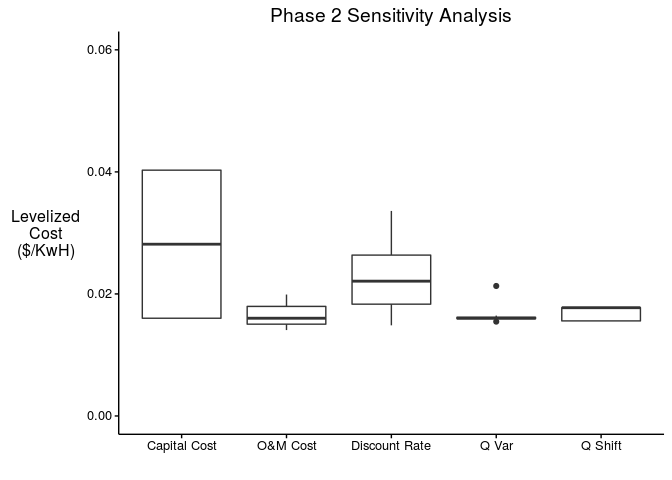 Phase 2 Sensitivity Analysis
0.06
0.04
0.02
0.00
Levelized
Cost
($/KwH)
Capital Cost O&M Cost Discount Rate Q Var Q Shift